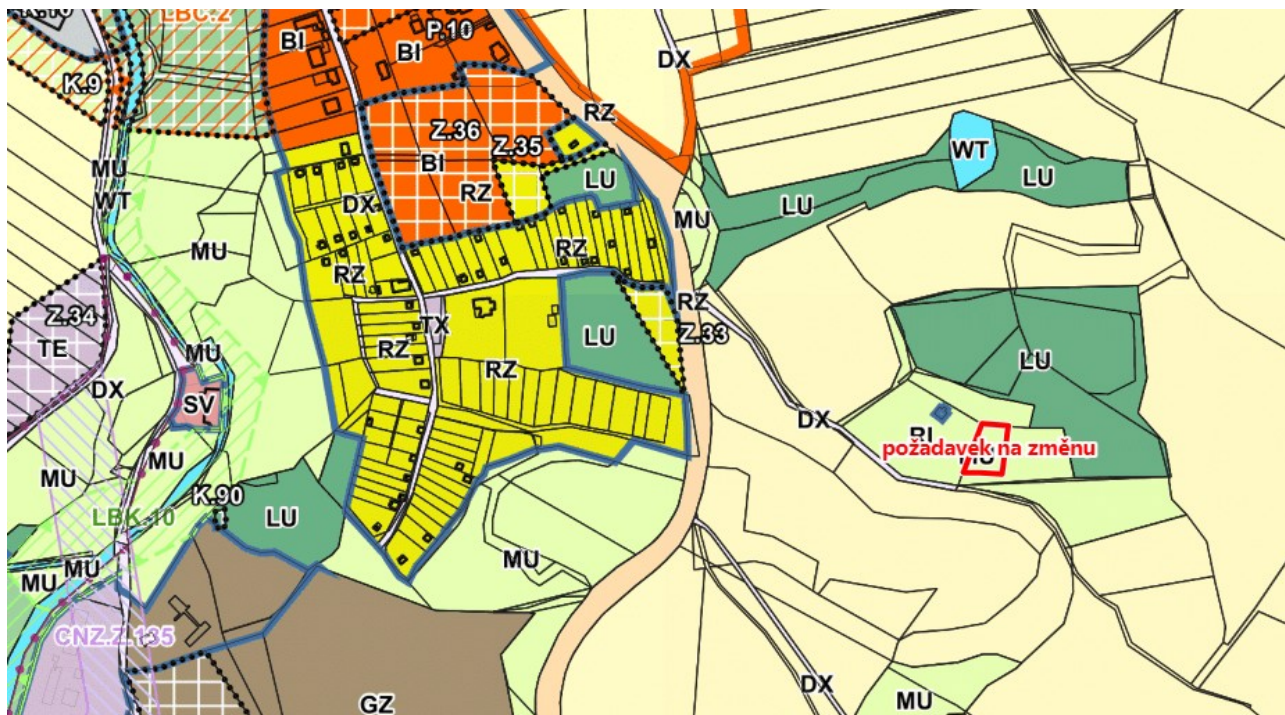 LBC.2
K.10
BI
P.10
BI
DX
K.9
RZ
Z.36
Z.35
BI
RZ
LU
WT
LU
MU
WT
DX
MU
LU
MU
RZ
RZ
RZ
Z.34
TE
MU
TX
RZ
LU
Z.33
LU
RZ
DX
SV
DX
BI
požadavek na změnu
MU
MU
MU
K.90
LBK.10
LU
MU
MU
MU
CNZ.Z.135
GZ
DX
MU